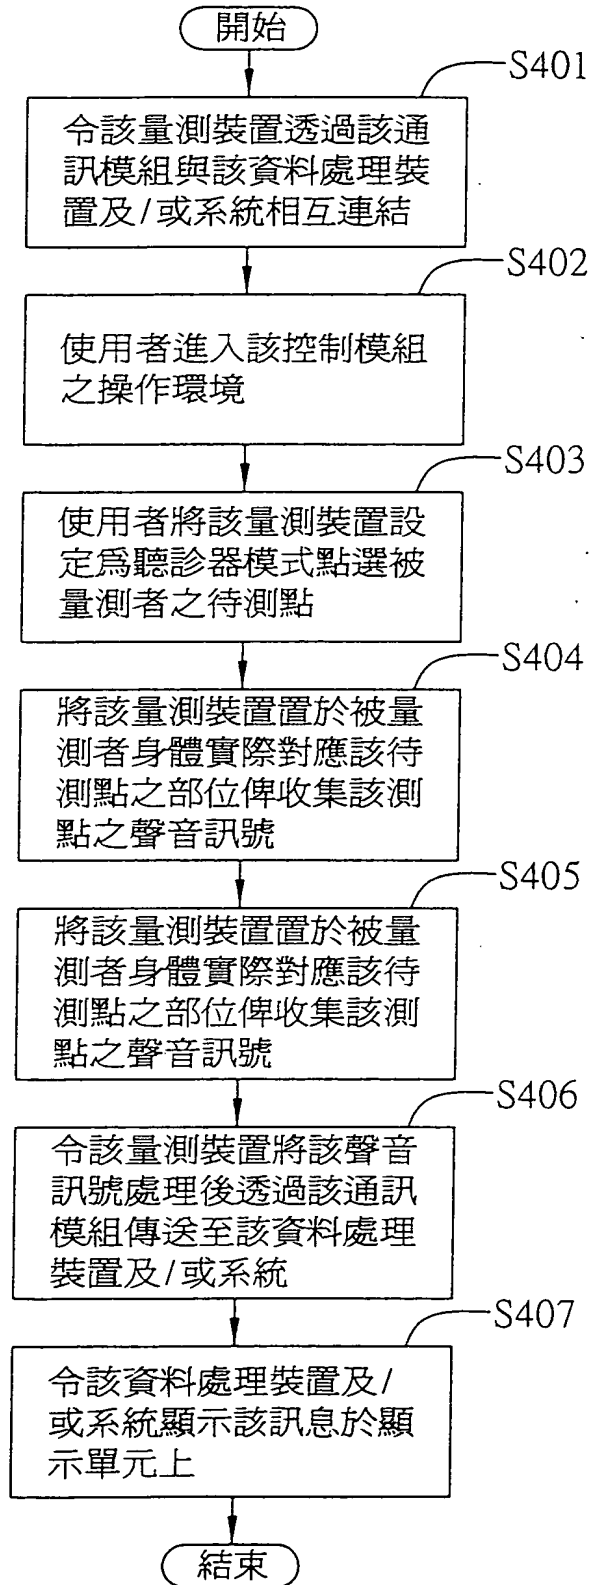 開始
S401
令該量測裝置透過該通
訊模組與該資料處理裝
置及/或系統相互連結
S402
使用者進入該控制模組
之操作環境
S403
使用者將該量測裝置設
定爲聽診器模式點選被
量測者之待測點
S404
將該量測裝置置於被量
測者身體實際對應該待
測點之部位俾收集該測
點之聲音訊號
S405
將該量測裝置置於被量
測者身體實際對應該待
測點之部位俾收集該測
點之聲音訊號
S406
令該量測裝置將該聲音
訊號處理後透過該通訊
模組傳送至該資料處理
裝置及/或系統
S407
令該資料處理裝置及/
或系統顯示該訊息於顯
示單元上
結束